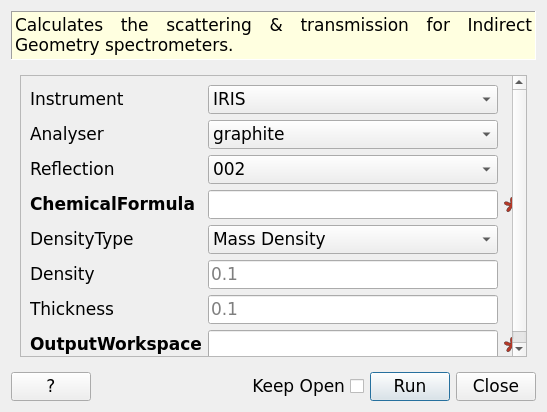 Calculates the scattering & transmission for Indirect
Geometry spectrometers.
Instrument IRIS
Analyser graphite
Reflection 002
ChemicalFormula *
DensityType Mass Density
Density 0.1
Thickness 0.1
OutputWorkspace *
? Keep Open Run Close